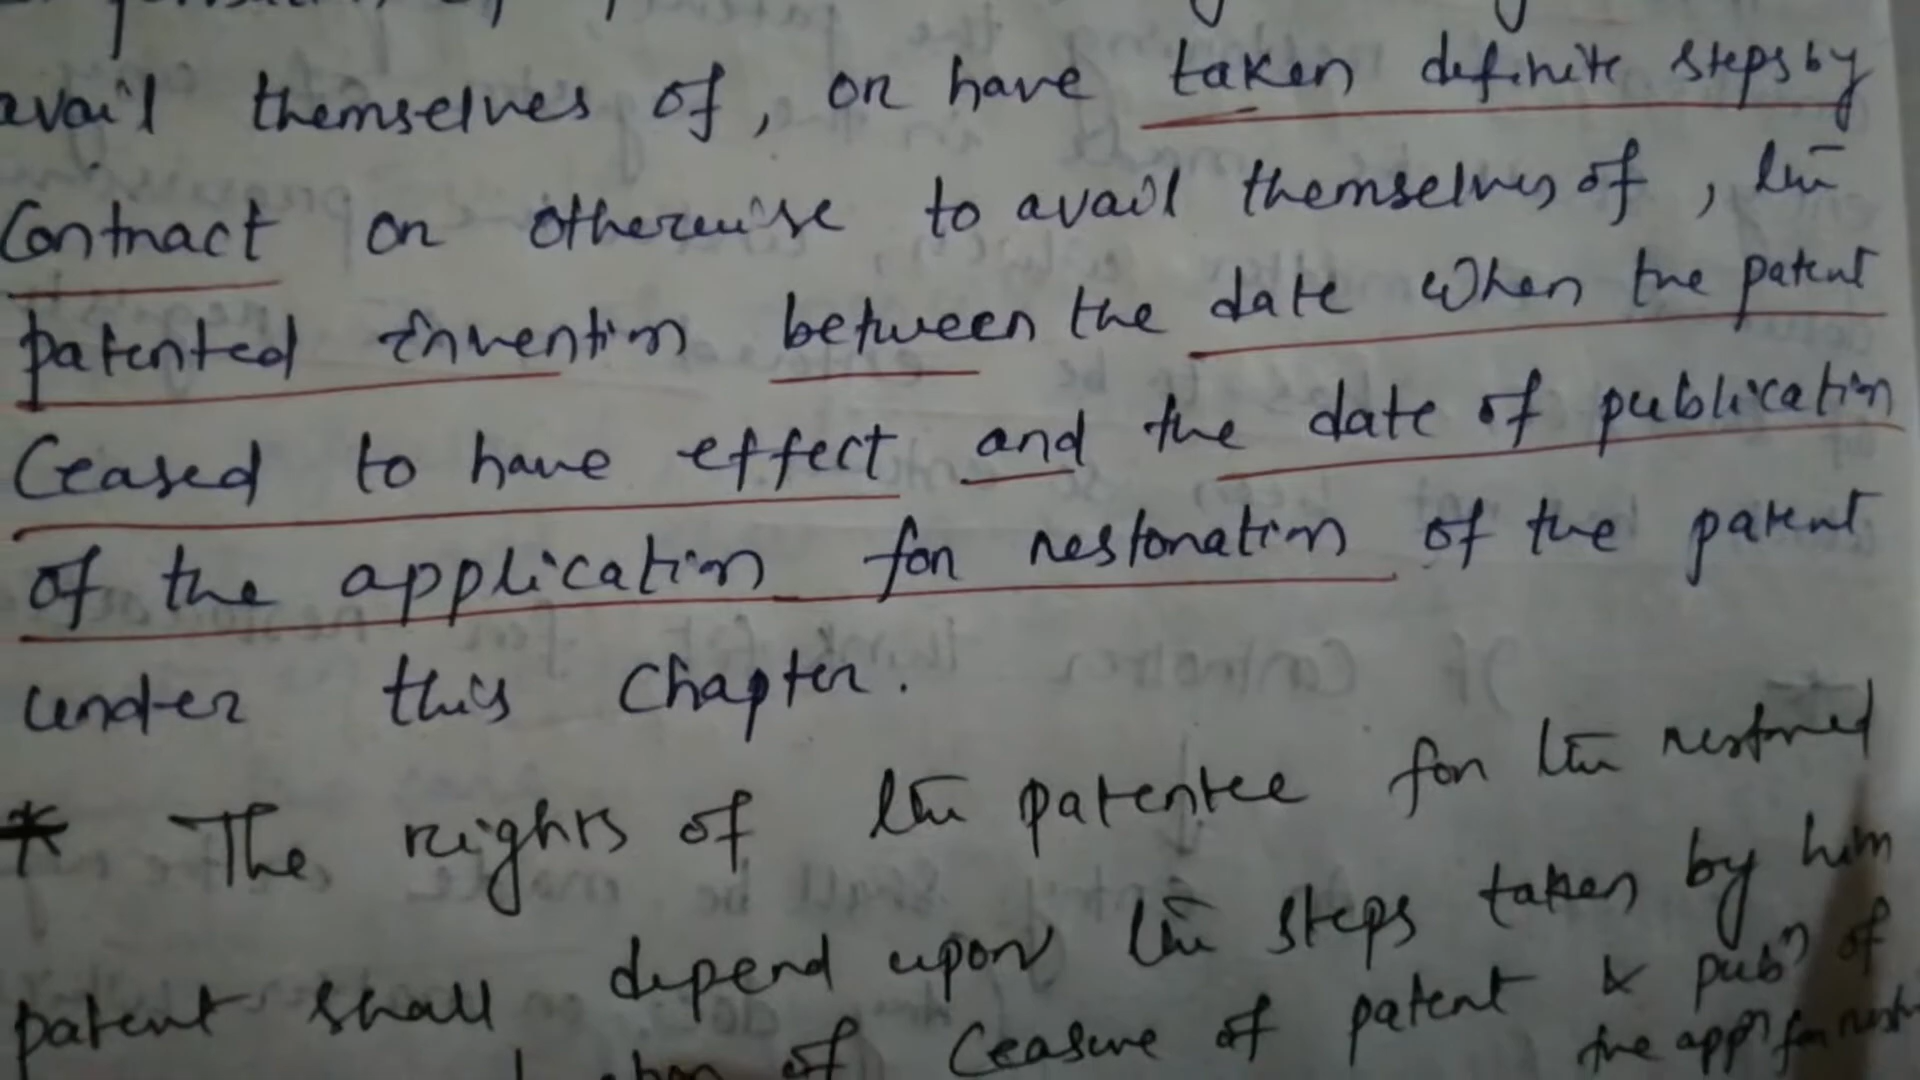 avail themselves of, or have taken definite steps by
Contract or otherwise to avail themselves of, the
patented invention between the date when the patent
Ceased to have effect and the date of publication
of the application for restoration of the patent
under this Chapter.
* The rights of the patentee for the restored
patent shall depend upon the steps taken by him
of Ceasure of patent & pubⁿ of
the appⁿ for